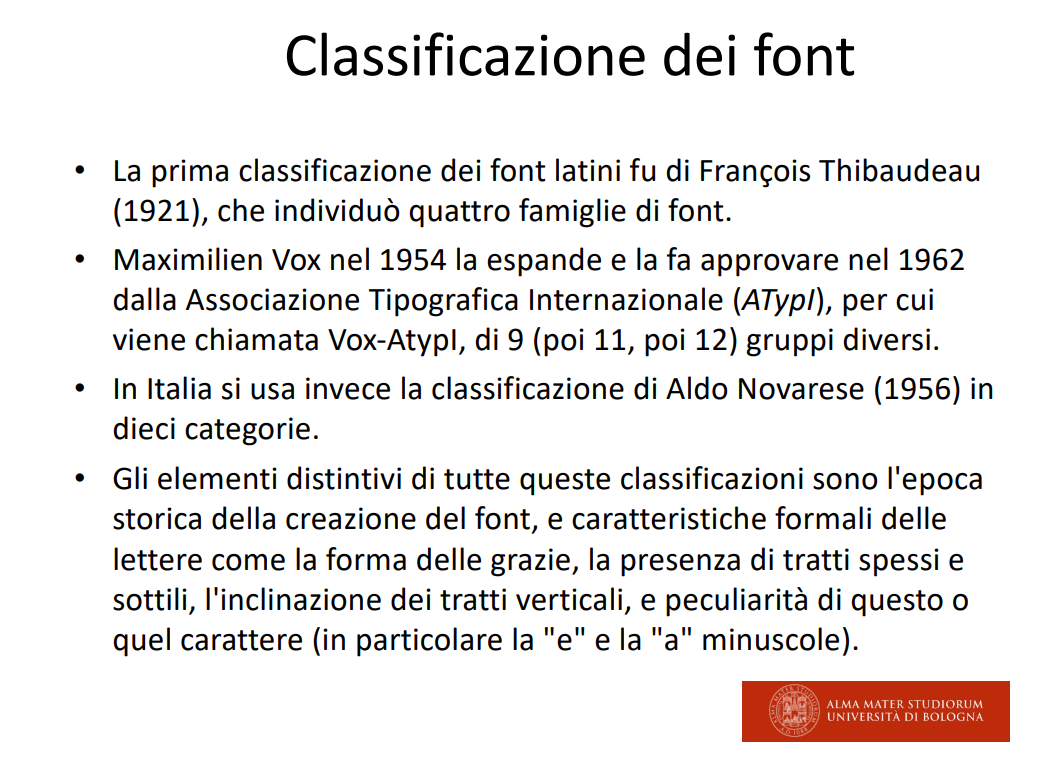 Classificazione dei font
• La prima classificazione dei font latini fu di François Thibaudeau
(1921), che individuò quattro famiglie di font.
• Maximilien Vox nel 1954 la espande e la fa approvare nel 1962
dalla Associazione Tipografica Internazionale (ATypI), per cui
viene chiamata Vox-AtypI, di 9 (poi 11, poi 12) gruppi diversi.
• In Italia si usa invece la classificazione di Aldo Novarese (1956) in
dieci categorie.
• Gli elementi distintivi di tutte queste classificazioni sono l'epoca
storica della creazione del font, e caratteristiche formali delle
lettere come la forma delle grazie, la presenza di tratti spessi e
sottili, l'inclinazione dei tratti verticali, e peculiarità di questo o
quel carattere (in particolare la "e" e la "a" minuscole).
ALMA MATER STUDIORUM
UNIVERSITÀ DI BOLOGNA